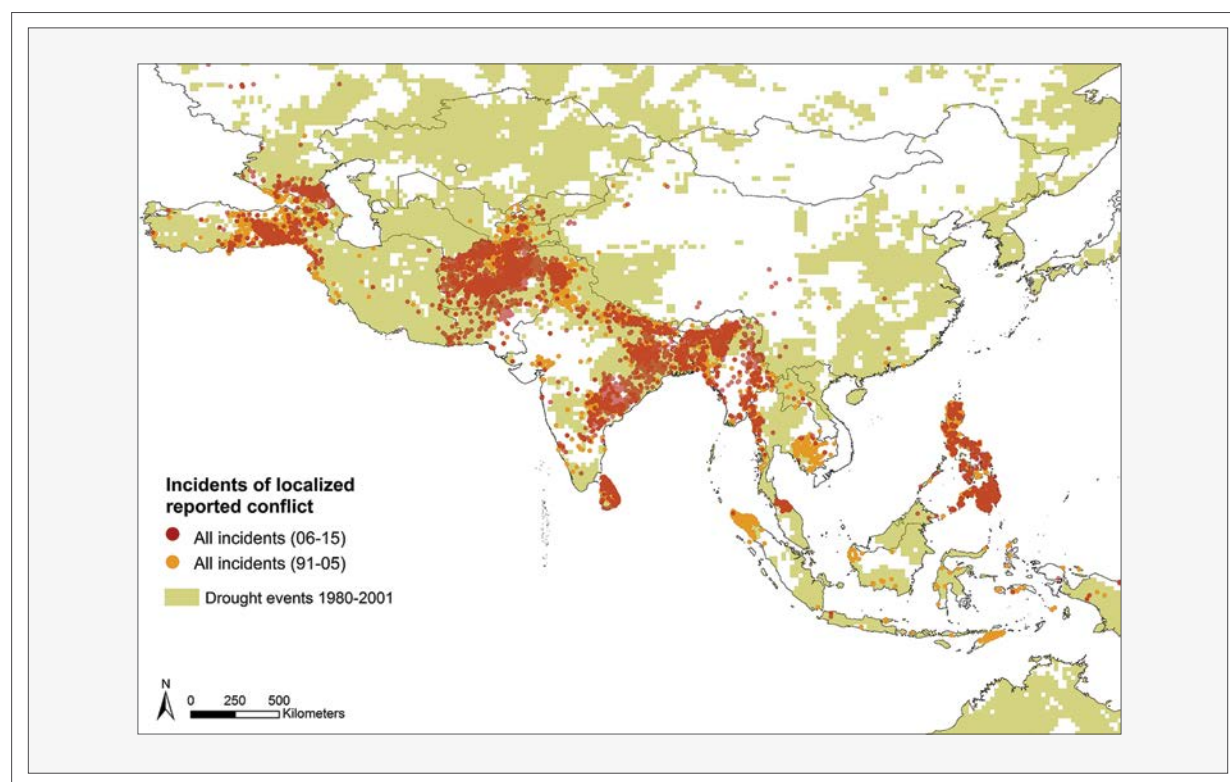 Incidents of localized
reported conflict
All incidents (06-15)
All incidents (91-05)
Drought events 1980-2001
N
0 250 500
Kilometers